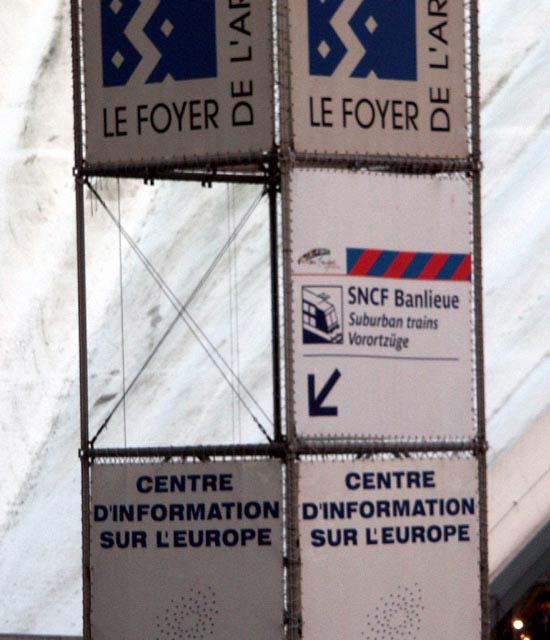 LE FOYER
DE L'AR
LE FOYER
DE L'AR
SNCF Banlieue
Suburban trains
Vorortzüge
CENTRE
D'INFORMATION
SUR L'EUROPE
CENTRE
D'INFORMATION
SUR L'EUROPE